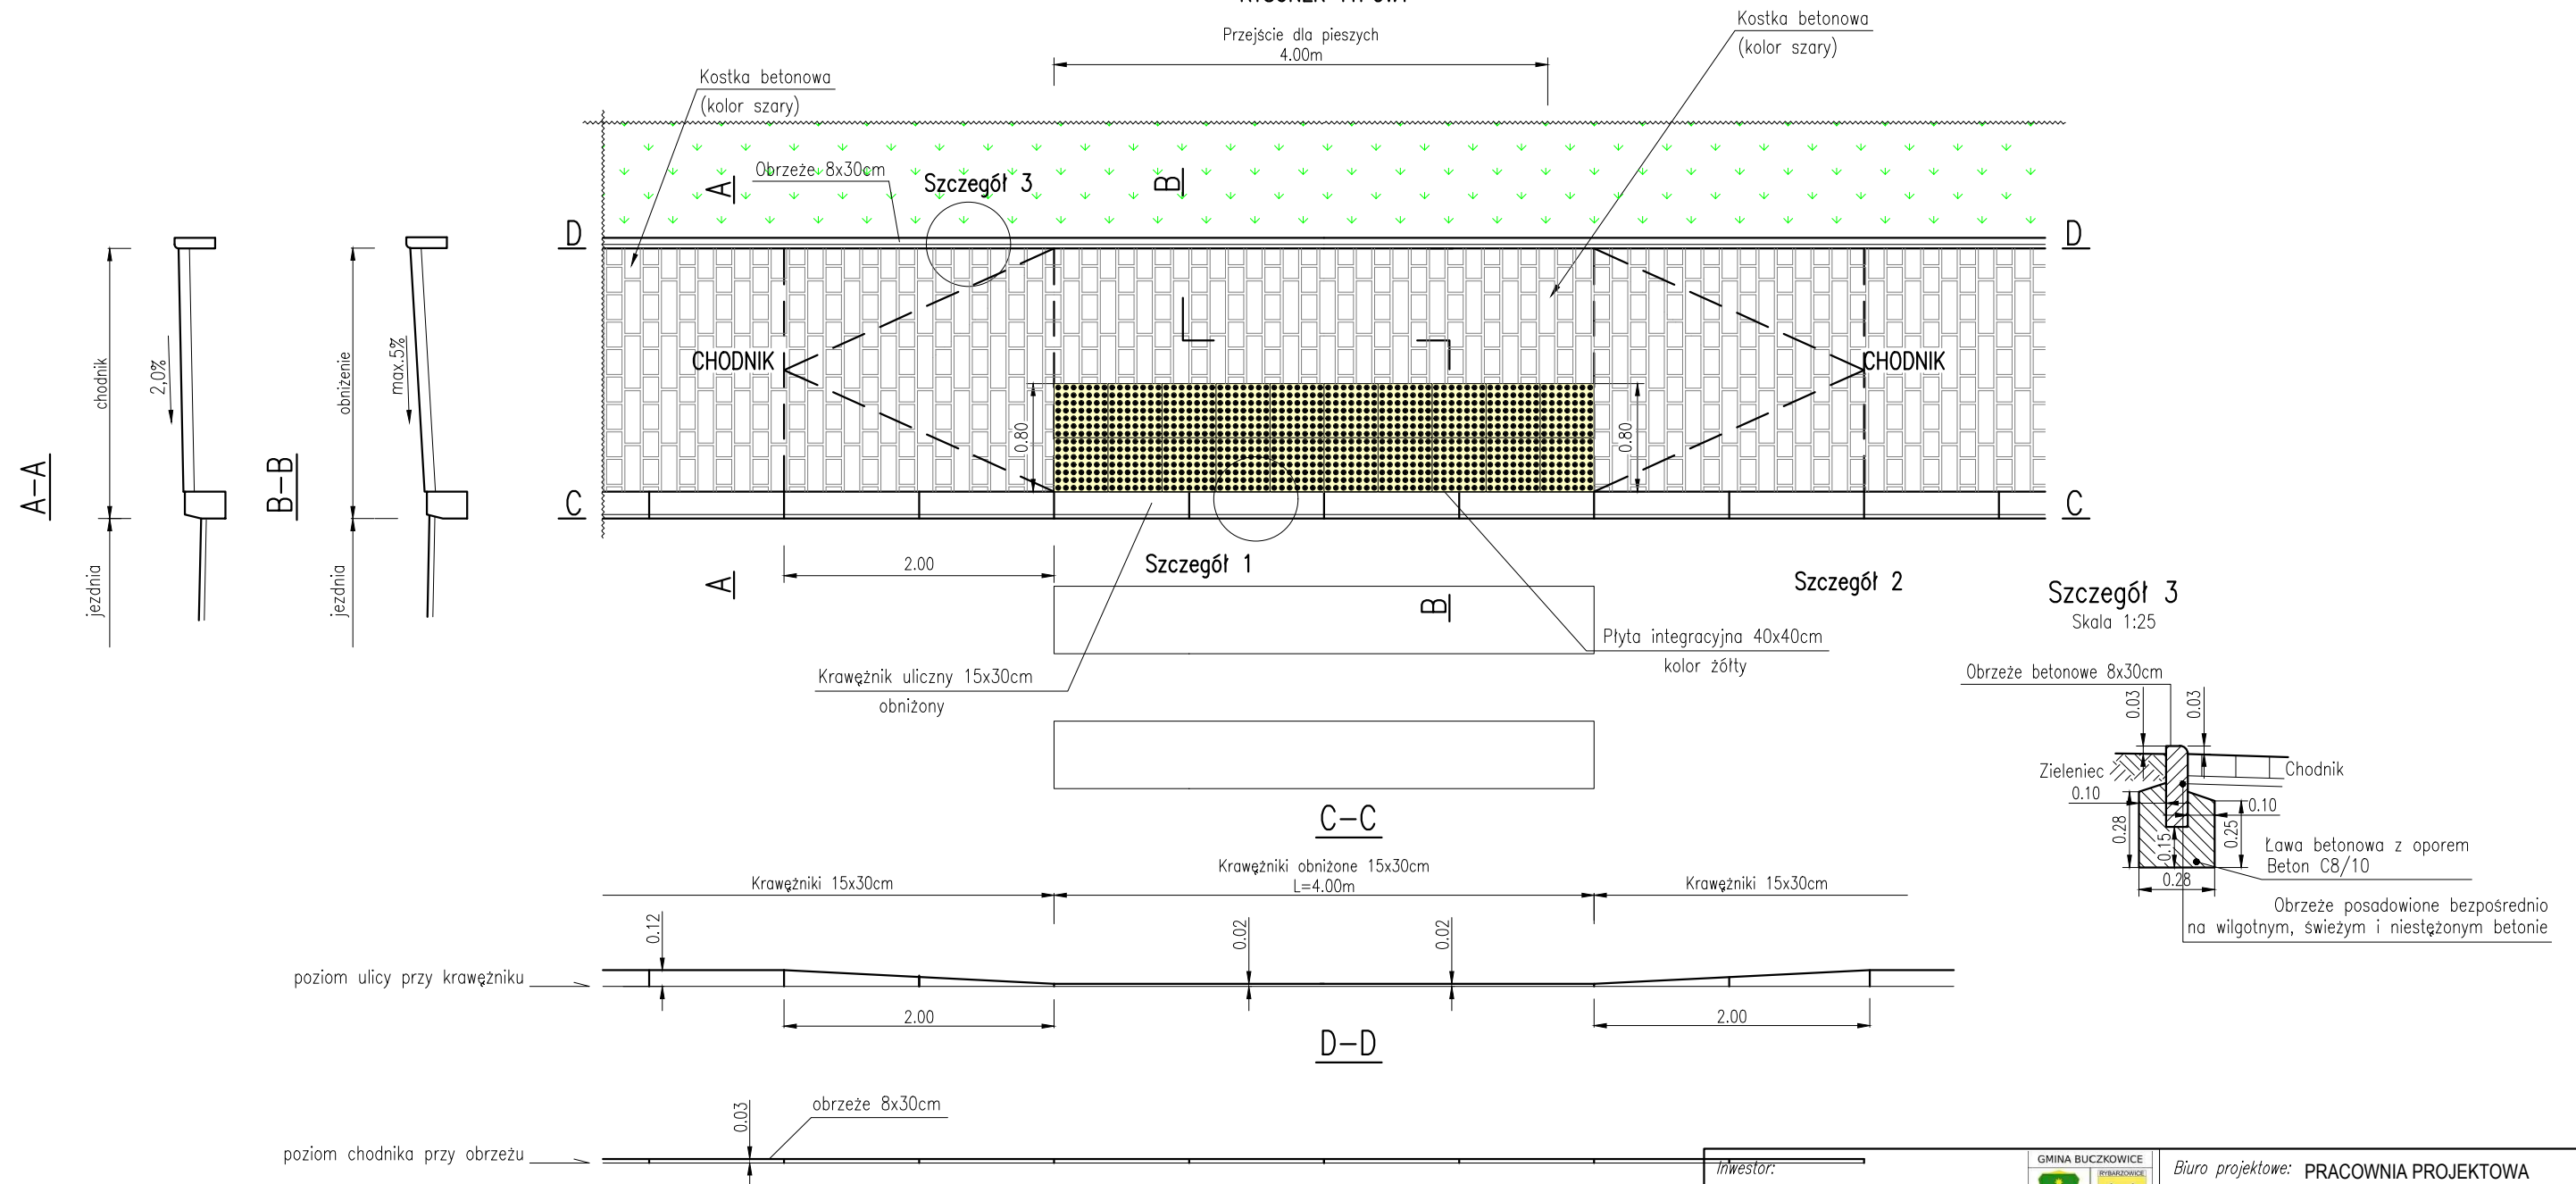 Przejście dla pieszych
4.00m
Kostka betonowa
(kolor szary)
Kostka betonowa
(kolor szary)
Obrzeże 8x30cm
Szczegół 3
A
B
D
D
chodnik
2,0%
obniżenie
max.5%
CHODNIK
CHODNIK
0.80
0.80
A-A
B-B
C
C
jezdnia
jezdnia
2.00
A
Szczegół 1
B
Szczegół 2
Szczegół 3
Skala 1:25
Płyta integracyjna 40x40cm
kolor żółty
Krawężnik uliczny 15x30cm
obniżony
Obrzeże betonowe 8x30cm
0.03
0.03
Zieleniec
Chodnik
0.10
0.10
0.28
0.15
0.25
0.28
Ława betonowa z oporem
Beton C8/10
Obrzeże posadowione bezpośrednio
na wilgotnym, świeżym i niestężonym betonie
C-C
Krawężniki 15x30cm
Krawężniki obniżone 15x30cm
L=4.00m
Krawężniki 15x30cm
0.12
0.02
0.02
poziom ulicy przy krawężniku
2.00
2.00
D-D
0.03
obrzeże 8x30cm
poziom chodnika przy obrzeżu
Inwestor:
GMINA BUCZKOWICE
RYBARZOWICE
Biuro projektowe: PRACOWNIA PROJEKTOWA